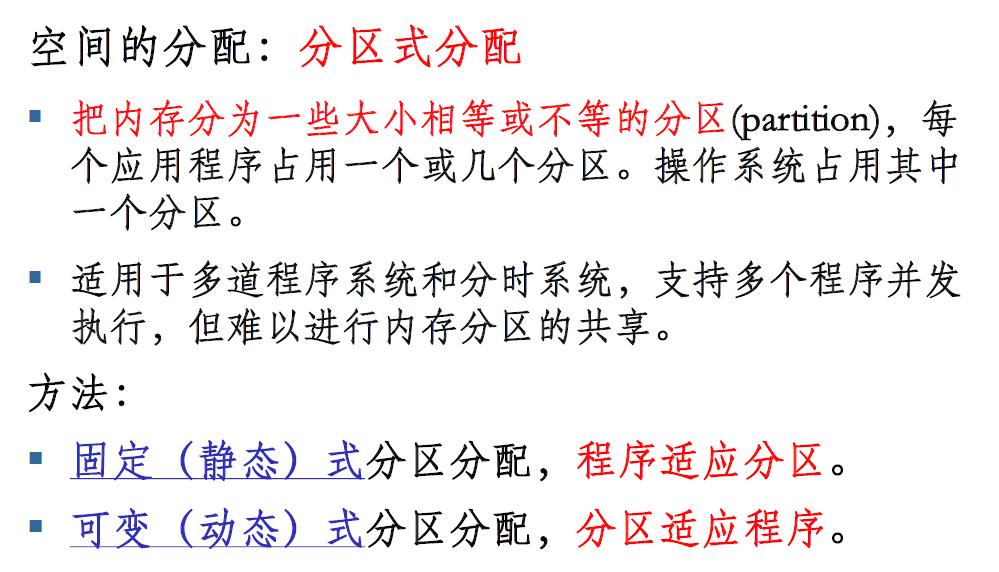 空间的分配：分区式分配
▪ 把内存分为一些大小相等或不等的分区(partition)，每
个应用程序占用一个或几个分区。操作系统占用其中
一个分区。
▪ 适用于多道程序系统和分时系统，支持多个程序并发
执行，但难以进行内存分区的共享。
方法：
▪ 固定（静态）式分区分配，程序适应分区。
▪ 可变（动态）式分区分配，分区适应程序。